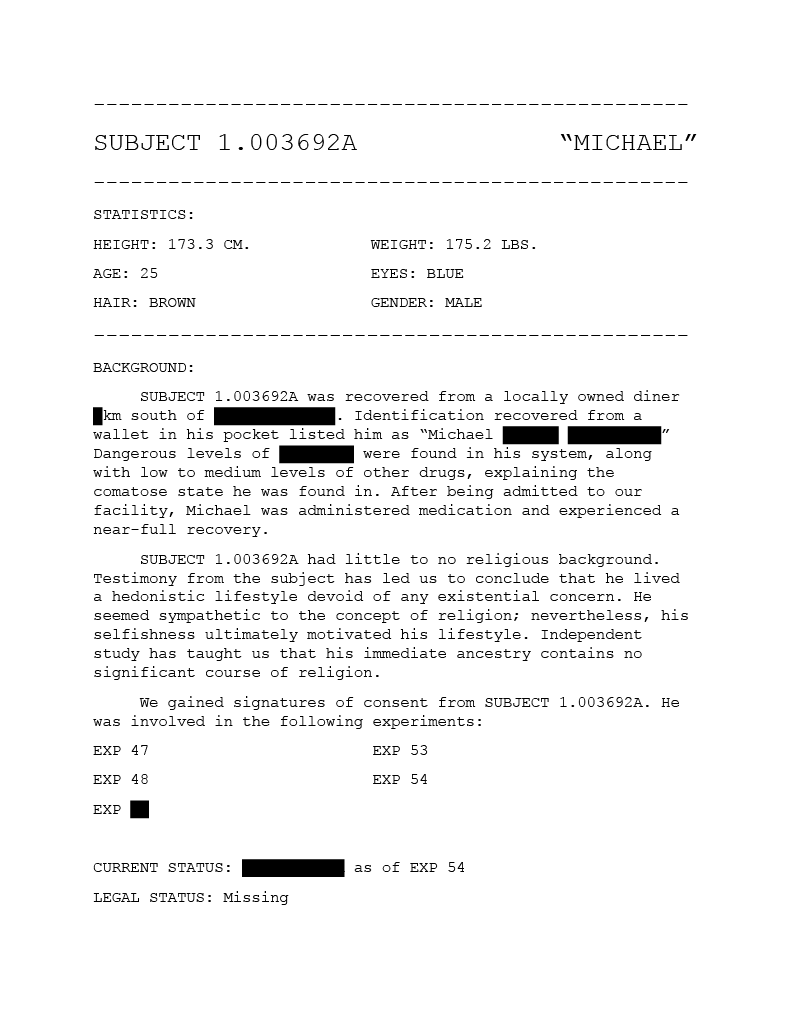 SUBJECT 1.003692A “MICHAEL”
STATISTICS:
HEIGHT: 173.3 CM. WEIGHT: 175.2 LBS.
AGE: 25 EYES: BLUE
HAIR: BROWN GENDER: MALE
BACKGROUND:
SUBJECT 1.003692A was recovered from a locally owned diner
km south of . Identification recovered from a
wallet in his pocket listed him as “Michael ”
Dangerous levels of were found in his system, along
with low to medium levels of other drugs, explaining the
comatose state he was found in. After being admitted to our
facility, Michael was administered medication and experienced a
near-full recovery.
SUBJECT 1.003692A had little to no religious background.
Testimony from the subject has led us to conclude that he lived
a hedonistic lifestyle devoid of any existential concern. He
seemed sympathetic to the concept of religion; nevertheless, his
selfishness ultimately motivated his lifestyle. Independent
study has taught us that his immediate ancestry contains no
significant course of religion.
We gained signatures of consent from SUBJECT 1.003692A. He
was involved in the following experiments:
EXP 47 EXP 53
EXP 48 EXP 54
EXP
CURRENT STATUS: as of EXP 54
LEGAL STATUS: Missing